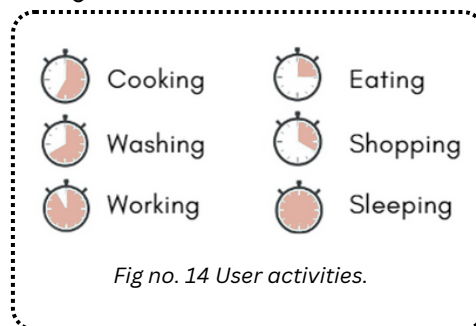 Cooking
Eating
Washing
Shopping
Working
Sleeping
Fig no. 14 User activities.